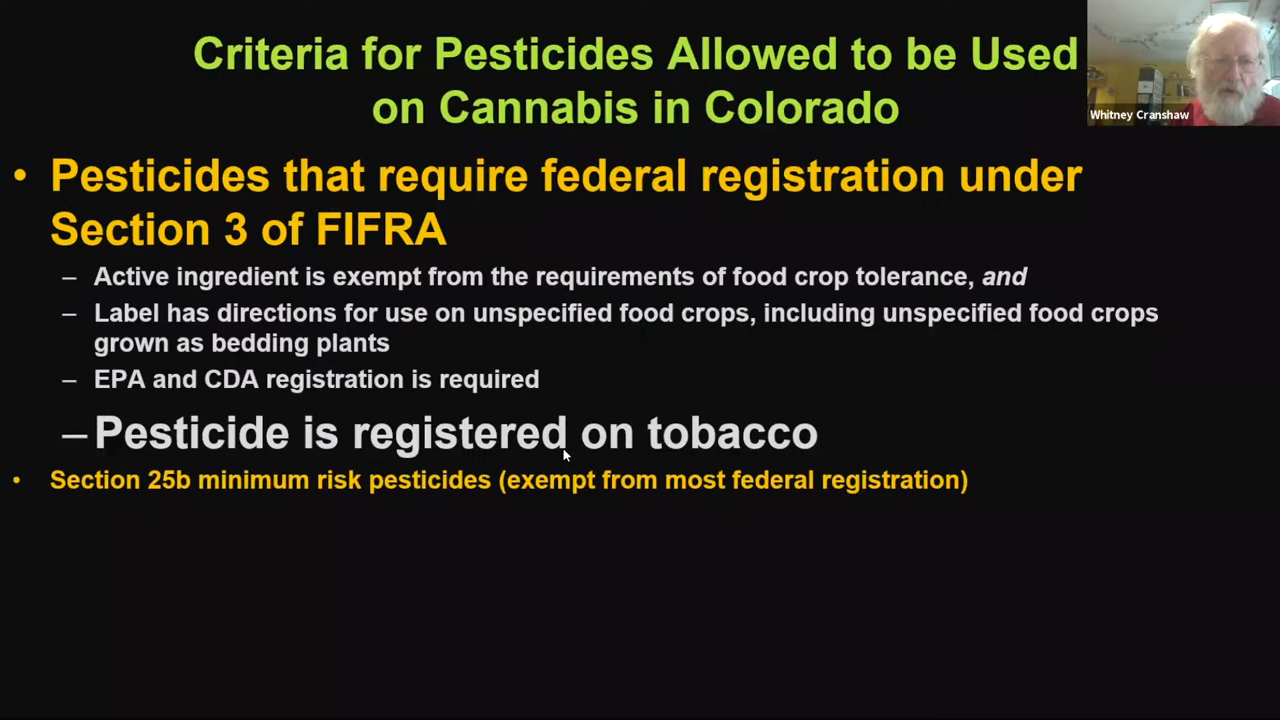 Criteria for Pesticides Allowed to be Used
on Cannabis in Colorado
Whitney Cranshaw
• Pesticides that require federal registration under
Section 3 of FIFRA
– Active ingredient is exempt from the requirements of food crop tolerance, and
– Label has directions for use on unspecified food crops, including unspecified food crops
grown as bedding plants
– EPA and CDA registration is required
– Pesticide is registered on tobacco
• Section 25b minimum risk pesticides (exempt from most federal registration)